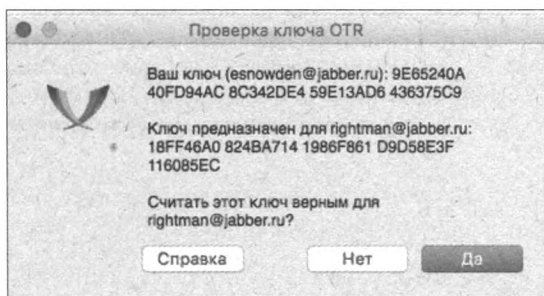 Проверка ключа OTR
Ваш ключ (esnowden@jabber.ru): 9E65240A
40FD94AC 8C342DE4 59E13AD6 436375C9
Ключ предназначен для rightman@jabber.ru:
18FF46A0 824BA714 1986F861 D9D58E3F
116085EC
Считать этот ключ верным для
rightman@jabber.ru?
Справка
Нет
Да